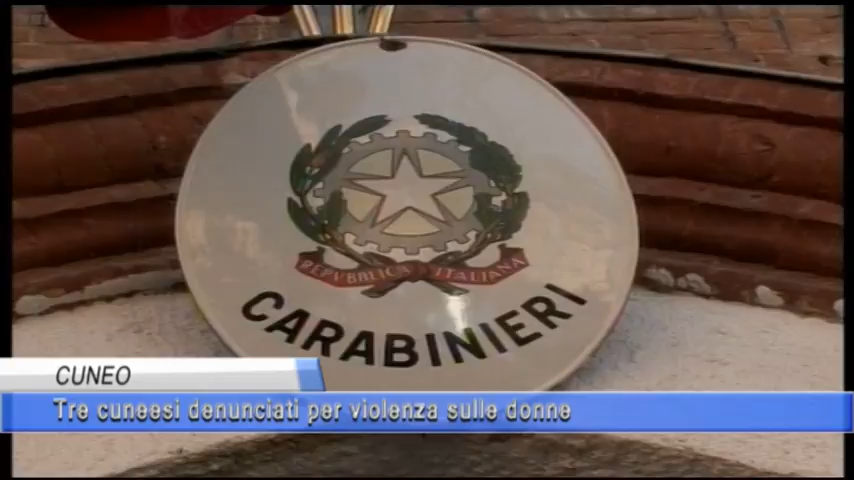 REPVBBLICA ITALIANA
CARABINIERI
CUNEO
Tre cuneesi denunciati per violenza sulle donne